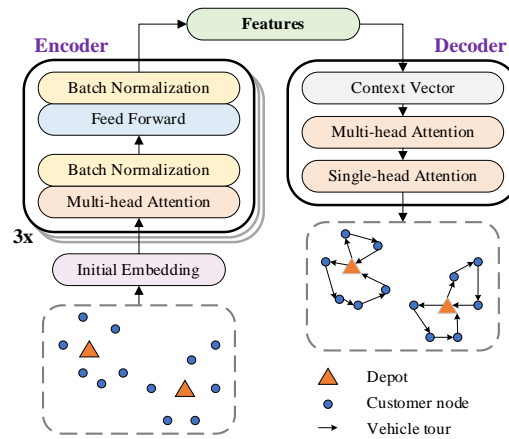 Features
Encoder
Decoder
Batch Normalization
Feed Forward
Batch Normalization
Multi-head Attention
3x
Initial Embedding
Context Vector
Multi-head Attention
Single-head Attention
Depot
Customer node
Vehicle tour